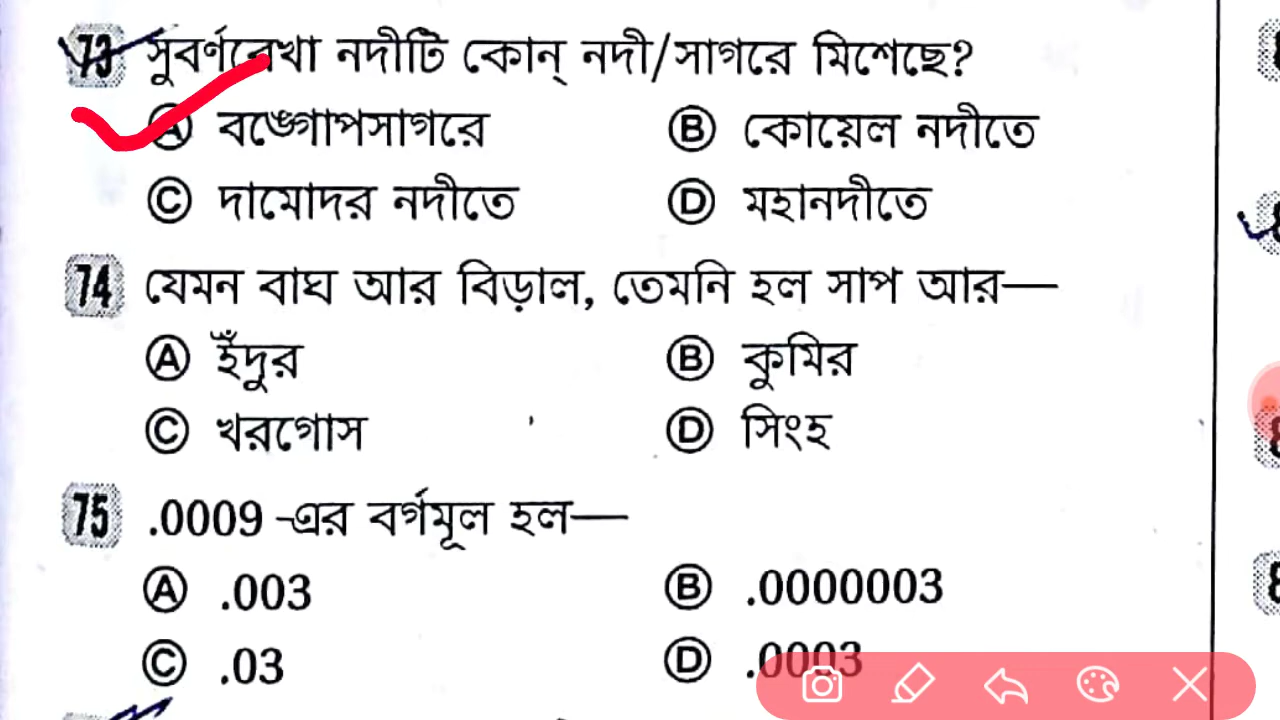 73 সুবর্ণরেখা নদীটি কোন্ নদী/সাগরে মিশেছে?
Ⓐ বঙ্গোপসাগরে Ⓑ কোয়েল নদীতে
Ⓒ দামোদর নদীতে Ⓓ মহানদীতে
74 যেমন বাঘ আর বিড়াল, তেমনি হল সাপ আর—
Ⓐ ইঁদুর Ⓑ কুমির
Ⓒ খরগোস Ⓓ সিংহ
75 .0009 -এর বর্গমূল হল—
Ⓐ .003 Ⓑ .0000003
Ⓒ .03 Ⓓ .0003